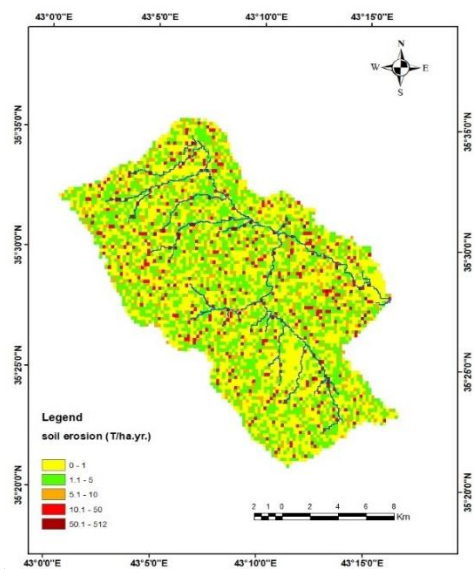 43°0'0"E 43°5'0"E 43°10'0"E 43°15'0"E
N
W E
S
35°35'0"N 35°35'0"N
35°30'0"N 35°30'0"N
35°25'0"N 35°25'0"N
35°20'0"N 35°20'0"N
Legend
soil erosion (T/ha.yr.)
0 - 1
1.1 - 5
5.1 - 10
10.1 - 50
50.1 - 512
2 1 0 2 4 6 8
Km
43°0'0"E 43°5'0"E 43°10'0"E 43°15'0"E